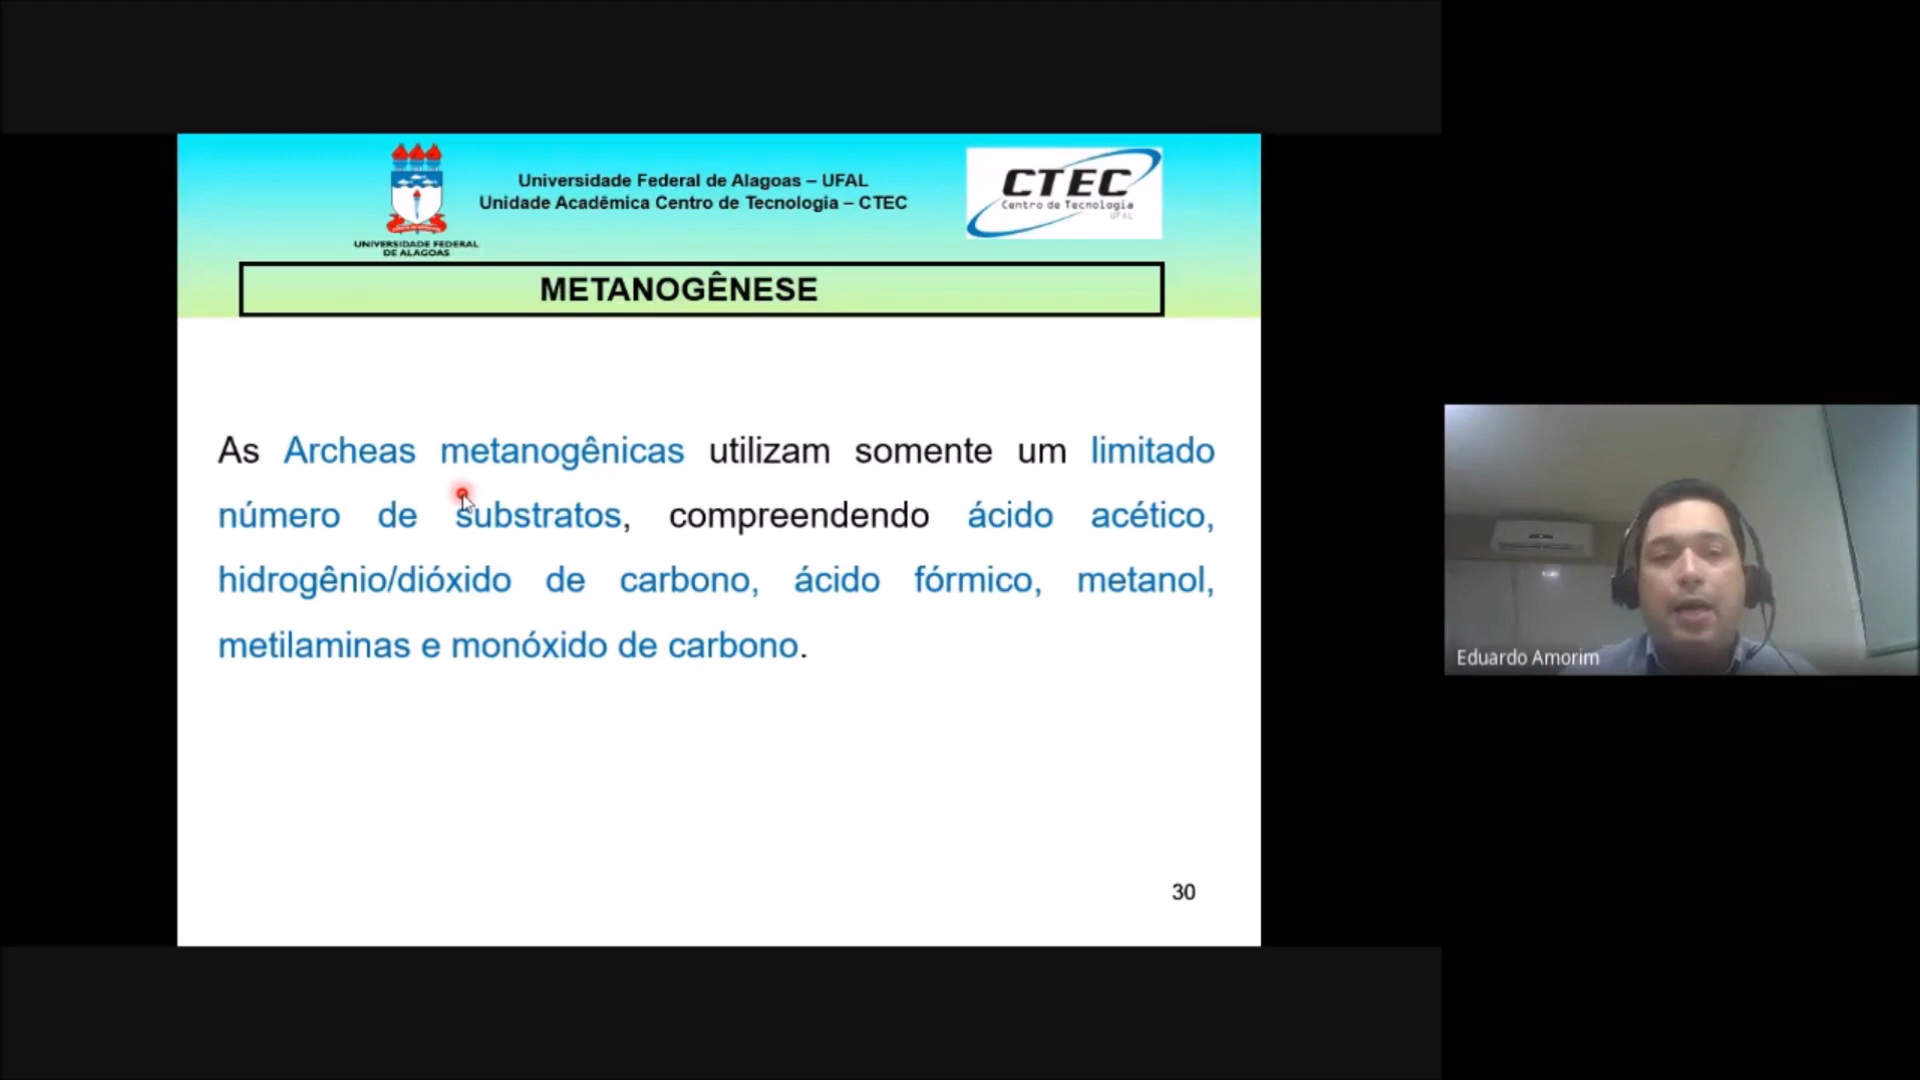 Universidade Federal de Alagoas – UFAL
Unidade Acadêmica Centro de Tecnologia – CTEC
UNIVERSIDADE FEDERAL
DE ALAGOAS
CTEC
Centro de Tecnologia
UFAL
METANOGÊNESE
As Archeas metanogênicas utilizam somente um limitado
número de substratos, compreendendo ácido acético,
hidrogênio/dióxido de carbono, ácido fórmico, metanol,
metilaminas e monóxido de carbono.
30
Eduardo Amorim